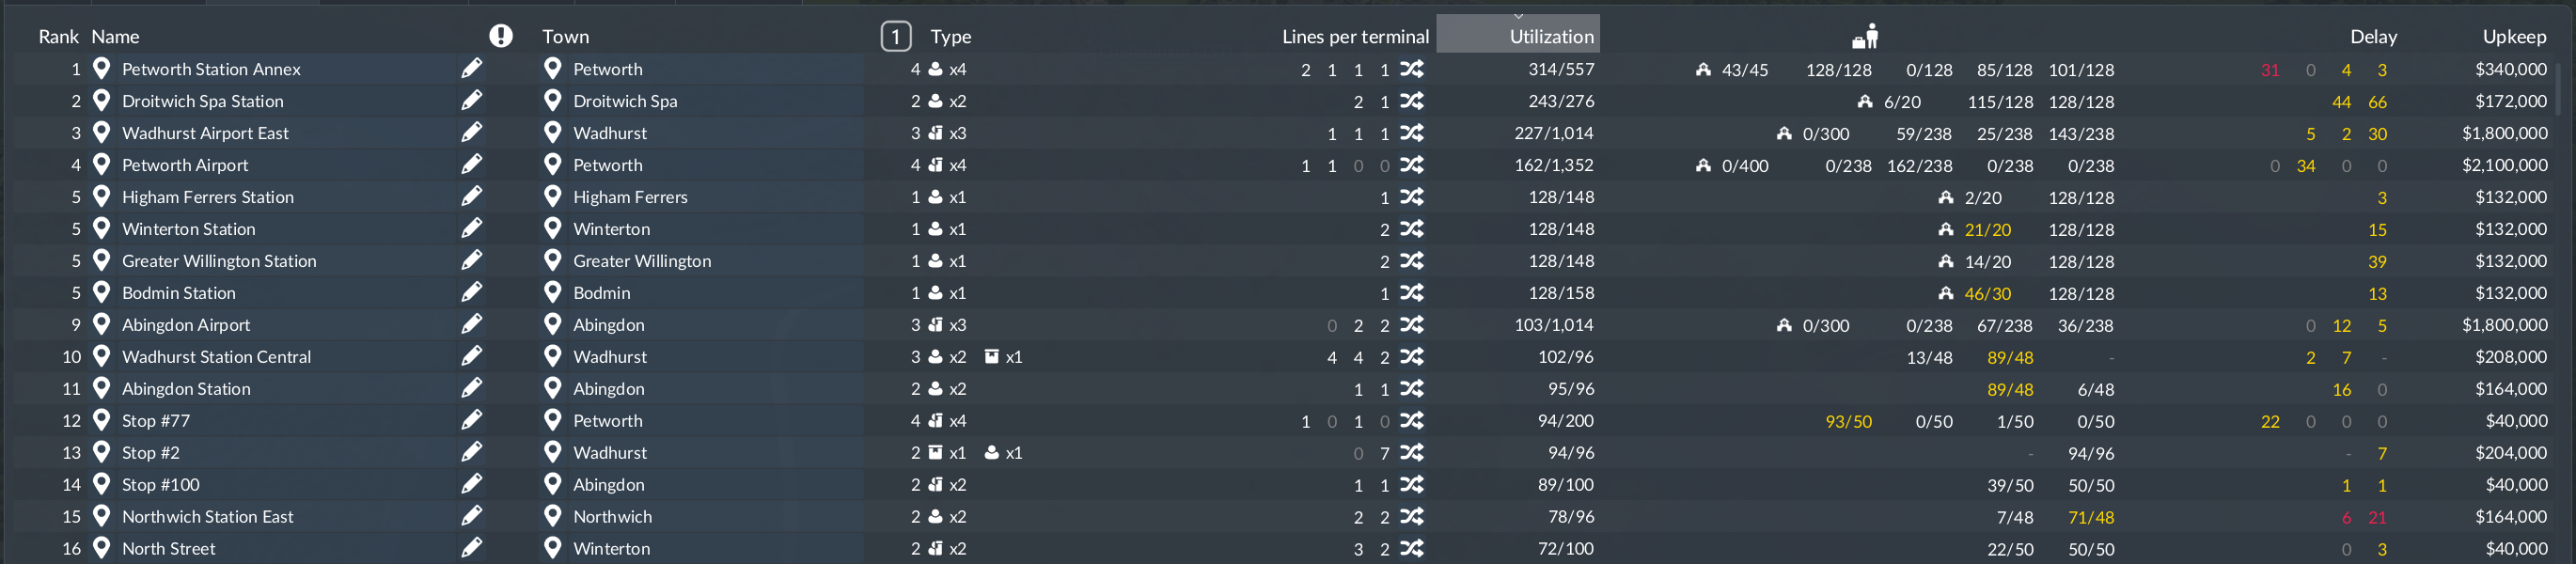 Rank Name Town 1 Type Lines per terminal Utilization Delay Upkeep
1 Petworth Station Annex Petworth 4 x4 2 1 1 1 314/557 43/45 128/128 0/128 85/128 101/128 31 0 4 3 $340,000
2 Droitwich Spa Station Droitwich Spa 2 x2 2 1 243/276 6/20 115/128 128/128 44 66 $172,000
3 Wadhurst Airport East Wadhurst 3 x3 1 1 1 227/1,014 0/300 59/238 25/238 143/238 5 2 30 $1,800,000
4 Petworth Airport Petworth 4 x4 1 1 0 0 162/1,352 0/400 0/238 162/238 0/238 0/238 0 34 0 0 $2,100,000
5 Higham Ferrers Station Higham Ferrers 1 x1 1 128/148 2/20 128/128 3 $132,000
5 Winterton Station Winterton 1 x1 2 128/148 21/20 128/128 15 $132,000
5 Greater Willington Station Greater Willington 1 x1 2 128/148 14/20 128/128 39 $132,000
5 Bodmin Station Bodmin 1 x1 1 128/158 46/30 128/128 13 $132,000
9 Abingdon Airport Abingdon 3 x3 0 2 2 103/1,014 0/300 0/238 67/238 36/238 0 12 5 $1,800,000
10 Wadhurst Station Central Wadhurst 3 x2 x1 4 4 2 102/96 13/48 89/48 - 2 7 - $208,000
11 Abingdon Station Abingdon 2 x2 1 1 95/96 89/48 6/48 16 0 $164,000
12 Stop #77 Petworth 4 x4 1 0 1 0 94/200 93/50 0/50 1/50 0/50 22 0 0 0 $40,000
13 Stop #2 Wadhurst 2 x1 x1 0 7 94/96 - 94/96 - 7 $204,000
14 Stop #100 Abingdon 2 x2 1 1 89/100 39/50 50/50 1 1 $40,000
15 Northwich Station East Northwich 2 x2 2 2 78/96 7/48 71/48 6 21 $164,000
16 North Street Winterton 2 x2 3 2 72/100 22/50 50/50 0 3 $40,000